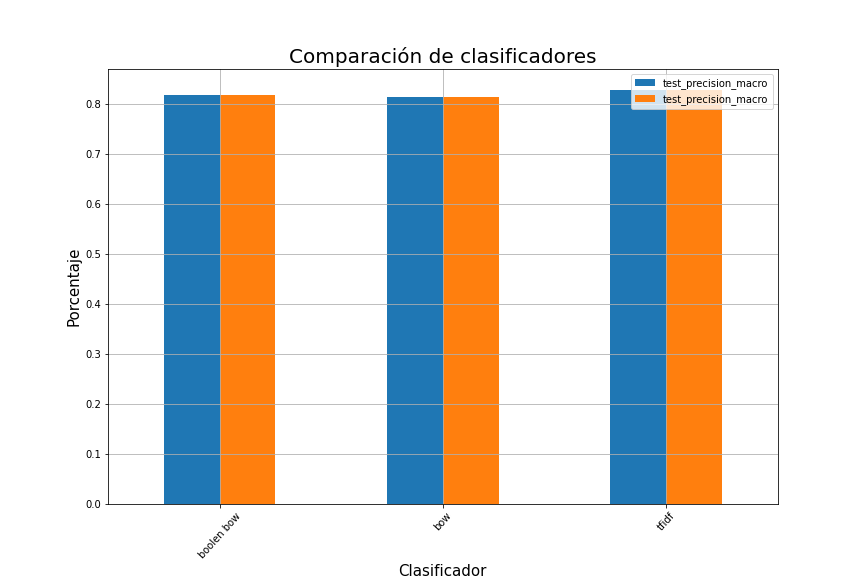 Comparación de clasificadores
test_precision_macro
test_precision_macro
Porcentaje
0.8
0.7
0.6
0.5
0.4
0.3
0.2
0.1
0.0
boolen bow
bow
tfidf
Clasificador